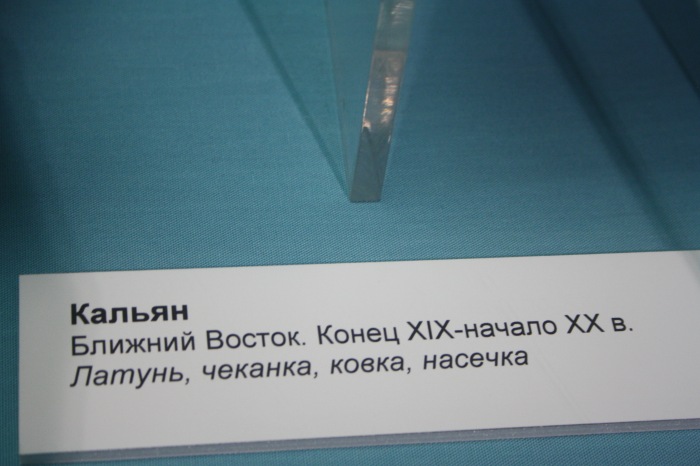 Кальян
Ближний Восток. Конец XIX-начало XX в.
Латунь, чеканка, ковка, насечка